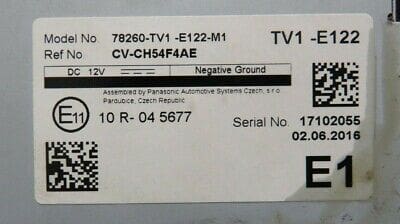 Model No. 78260-TV1 -E122-M1 TV1 -E122
Ref No CV-CH54F4AE
DC 12V Negative Ground
Assembled by Panasonic Automotive Systems Czech, s.r.o
Pardubice, Czech Republic
E11 10 R- 04 5677
Serial No. 17102055
02.06.2016
E1